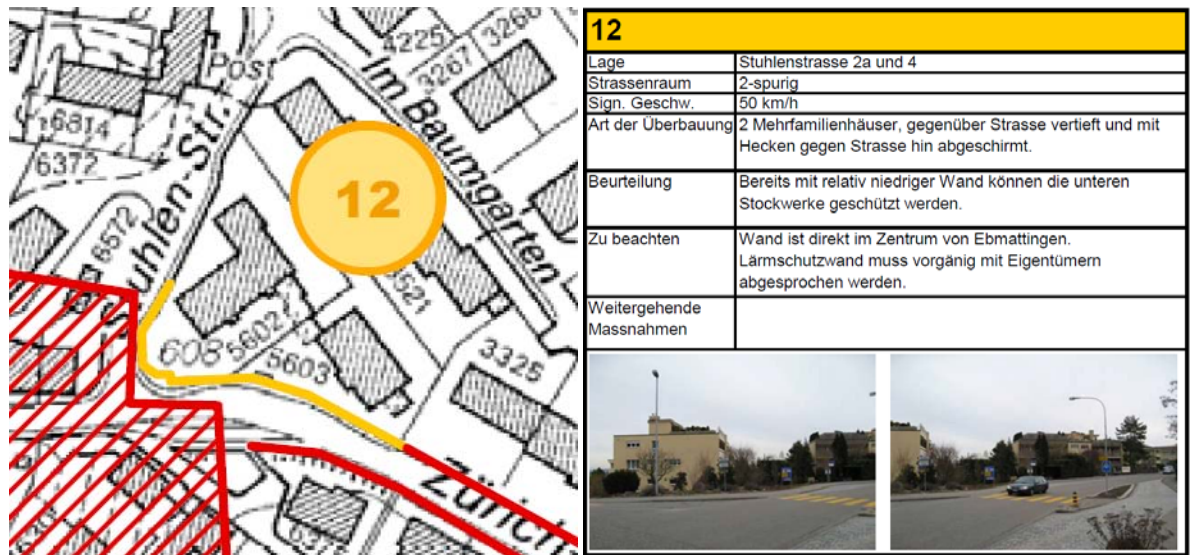 4225
3266
Post
3267
Im Baumgarten
16814
6372
Stuhlen-Str.
12
6572
608
5602
5603
3325
Zürich
12
Lage Stuhlenstrasse 2a und 4
Strassenraum 2-spurig
Sign. Geschw. 50 km/h
Art der Überbauung 2 Mehrfamilienhäuser, gegenüber Strasse vertieft und mit
Hecken gegen Strasse hin abgeschirmt.
Beurteilung Bereits mit relativ niedriger Wand können die unteren
Stockwerke geschützt werden.
Zu beachten Wand ist direkt im Zentrum von Ebmattingen.
Lärmschutzwand muss vorgänig mit Eigentümern
abgesprochen werden.
Weitergehende
Massnahmen